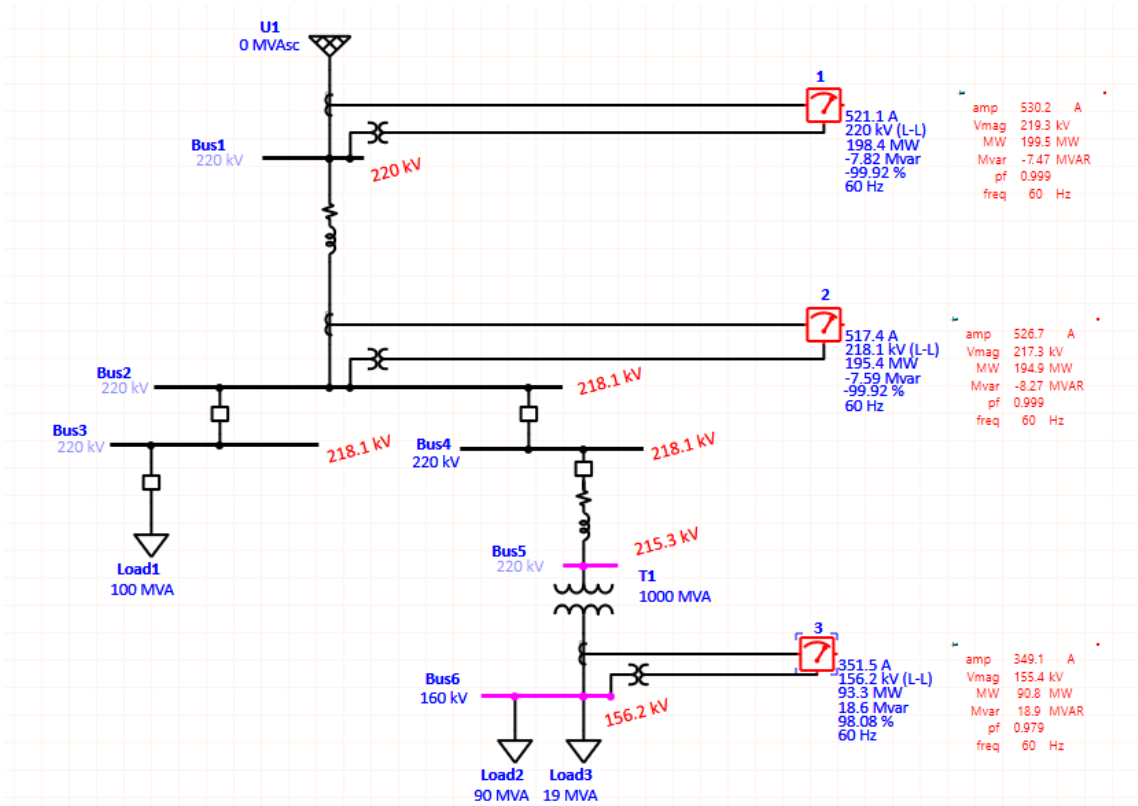 U1
0 MVAsc
1
521.1 A
220 kV (L-L)
198.4 MW
-7.82 Mvar
-99.92 %
60 Hz
amp 530.2 A
Vmag 219.3 kV
MW 199.5 MW
Mvar -7.47 MVAR
pf 0.999
freq 60 Hz
Bus1
220 kV
220 kV
2
517.4 A
218.1 kV (L-L)
195.4 MW
-7.59 Mvar
-99.92 %
60 Hz
amp 526.7 A
Vmag 217.3 kV
MW 194.9 MW
Mvar -8.27 MVAR
pf 0.999
freq 60 Hz
Bus2
220 kV
218.1 kV
Bus3
220 kV
218.1 kV
Bus4
220 kV
218.1 kV
Load1
100 MVA
Bus5
220 kV
215.3 kV
T1
1000 MVA
3
351.5 A
156.2 kV (L-L)
93.3 MW
18.6 Mvar
98.08 %
60 Hz
amp 349.1 A
Vmag 155.4 kV
MW 90.8 MW
Mvar 18.9 MVAR
pf 0.979
freq 60 Hz
Bus6
160 kV
156.2 kV
Load2
90 MVA
Load3
19 MVA